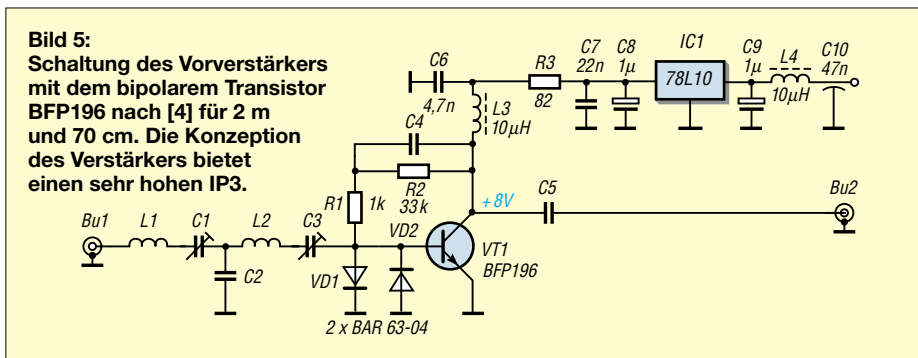 Bild 5:
Schaltung des Vorverstärkers
mit dem bipolarem Transistor
BFP196 nach [4] für 2 m
und 70 cm. Die Konzeption
des Verstärkers bietet
einen sehr hohen IP3.
C6
4,7n
R3
82
C7
22n
C8
1µ
IC1
78L10
C9
1µ
L4
10µH
C10
47n
L3
10µH
C4
R2
33k
R1
1k
+8V
C5
Bu2
Bu1
L1
C1
L2
C3
C2
VD2
VD1
VT1
BFP196
2 x BAR 63-04